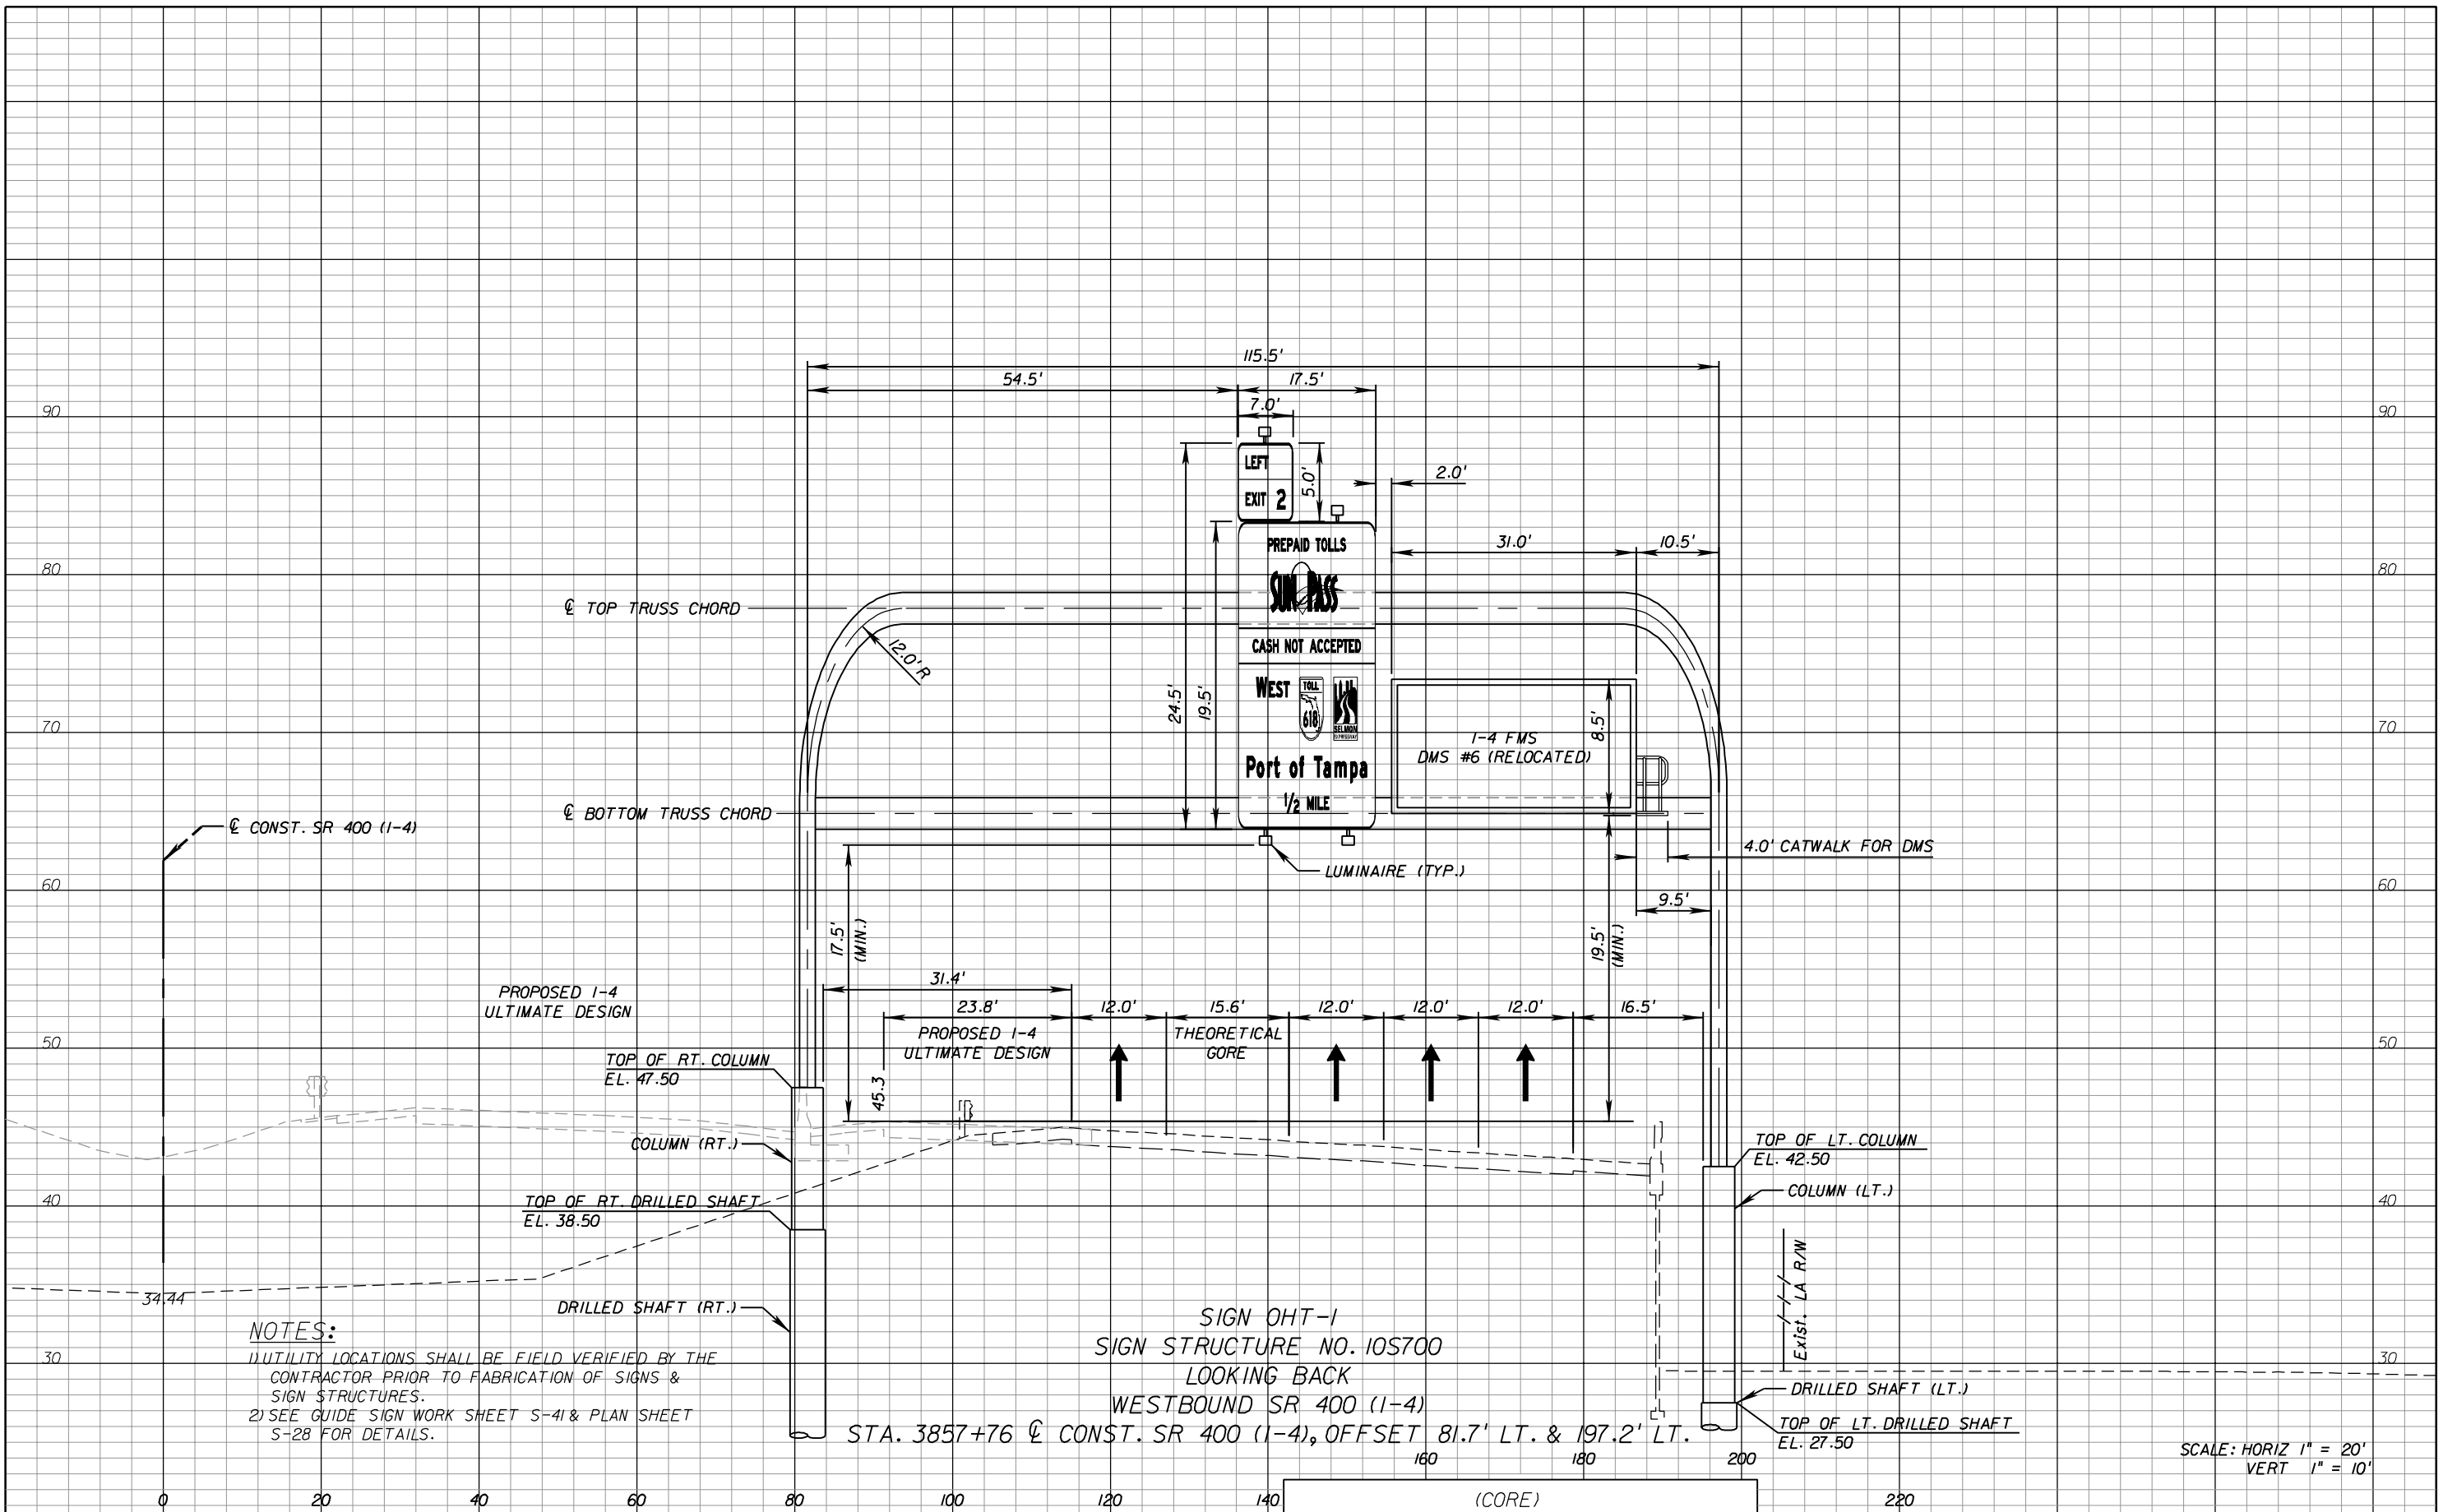 115.5'
54.5'
17.5'
7.0'
90
90
LEFT
EXIT 2
5.0'
2.0'
PREPAID TOLLS
31.0'
10.5'
80
80
SUN PASS
℄ TOP TRUSS CHORD
12.0' R
CASH NOT ACCEPTED
24.5'
19.5'
WEST
TOLL
618
SELMON
EXPRESSWAY
8.5'
70
70
I-4 FMS
DMS #6 (RELOCATED)
Port of Tampa
1/2 MILE
℄ BOTTOM TRUSS CHORD
℄ CONST. SR 400 (I-4)
4.0' CATWALK FOR DMS
LUMINAIRE (TYP.)
60
60
9.5'
17.5'
(MIN.)
19.5'
(MIN.)
31.4'
PROPOSED I-4
ULTIMATE DESIGN
23.8'
12.0'
15.6'
12.0'
12.0'
12.0'
16.5'
PROPOSED I-4
ULTIMATE DESIGN
THEORETICAL
GORE
50
50
TOP OF RT. COLUMN
EL. 47.50
45.3
COLUMN (RT.)
TOP OF LT. COLUMN
EL. 42.50
COLUMN (LT.)
40
40
TOP OF RT. DRILLED SHAFT
EL. 38.50
Exist. LA R/W
34.44
DRILLED SHAFT (RT.)
30
30
NOTES:
1) UTILITY LOCATIONS SHALL BE FIELD VERIFIED BY THE
CONTRACTOR PRIOR TO FABRICATION OF SIGNS &
SIGN STRUCTURES.
2) SEE GUIDE SIGN WORK SHEET S-41 & PLAN SHEET
S-28 FOR DETAILS.
SIGN OHT-1
SIGN STRUCTURE NO. 10S700
LOOKING BACK
WESTBOUND SR 400 (I-4)
STA. 3857+76 ℄ CONST. SR 400 (I-4), OFFSET 81.7' LT. & 197.2' LT.
DRILLED SHAFT (LT.)
TOP OF LT. DRILLED SHAFT
EL. 27.50
SCALE: HORIZ 1" = 20'
VERT 1" = 10'
160
180
200
0
20
40
60
80
100
120
140
(CORE)
220